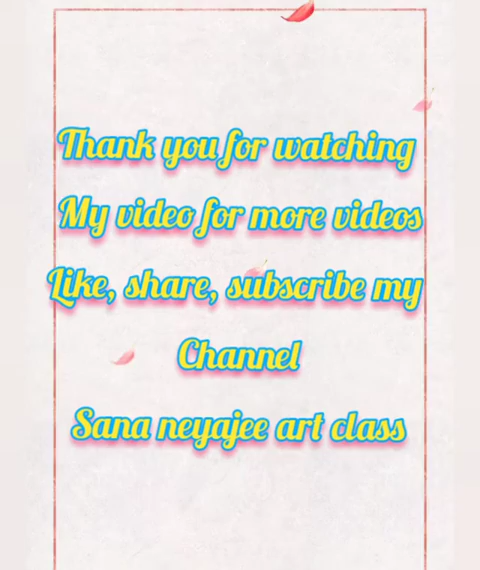 Thank you for watching
My video for more videos
Like, share, subscribe my
Channel
Sana neyajee art class